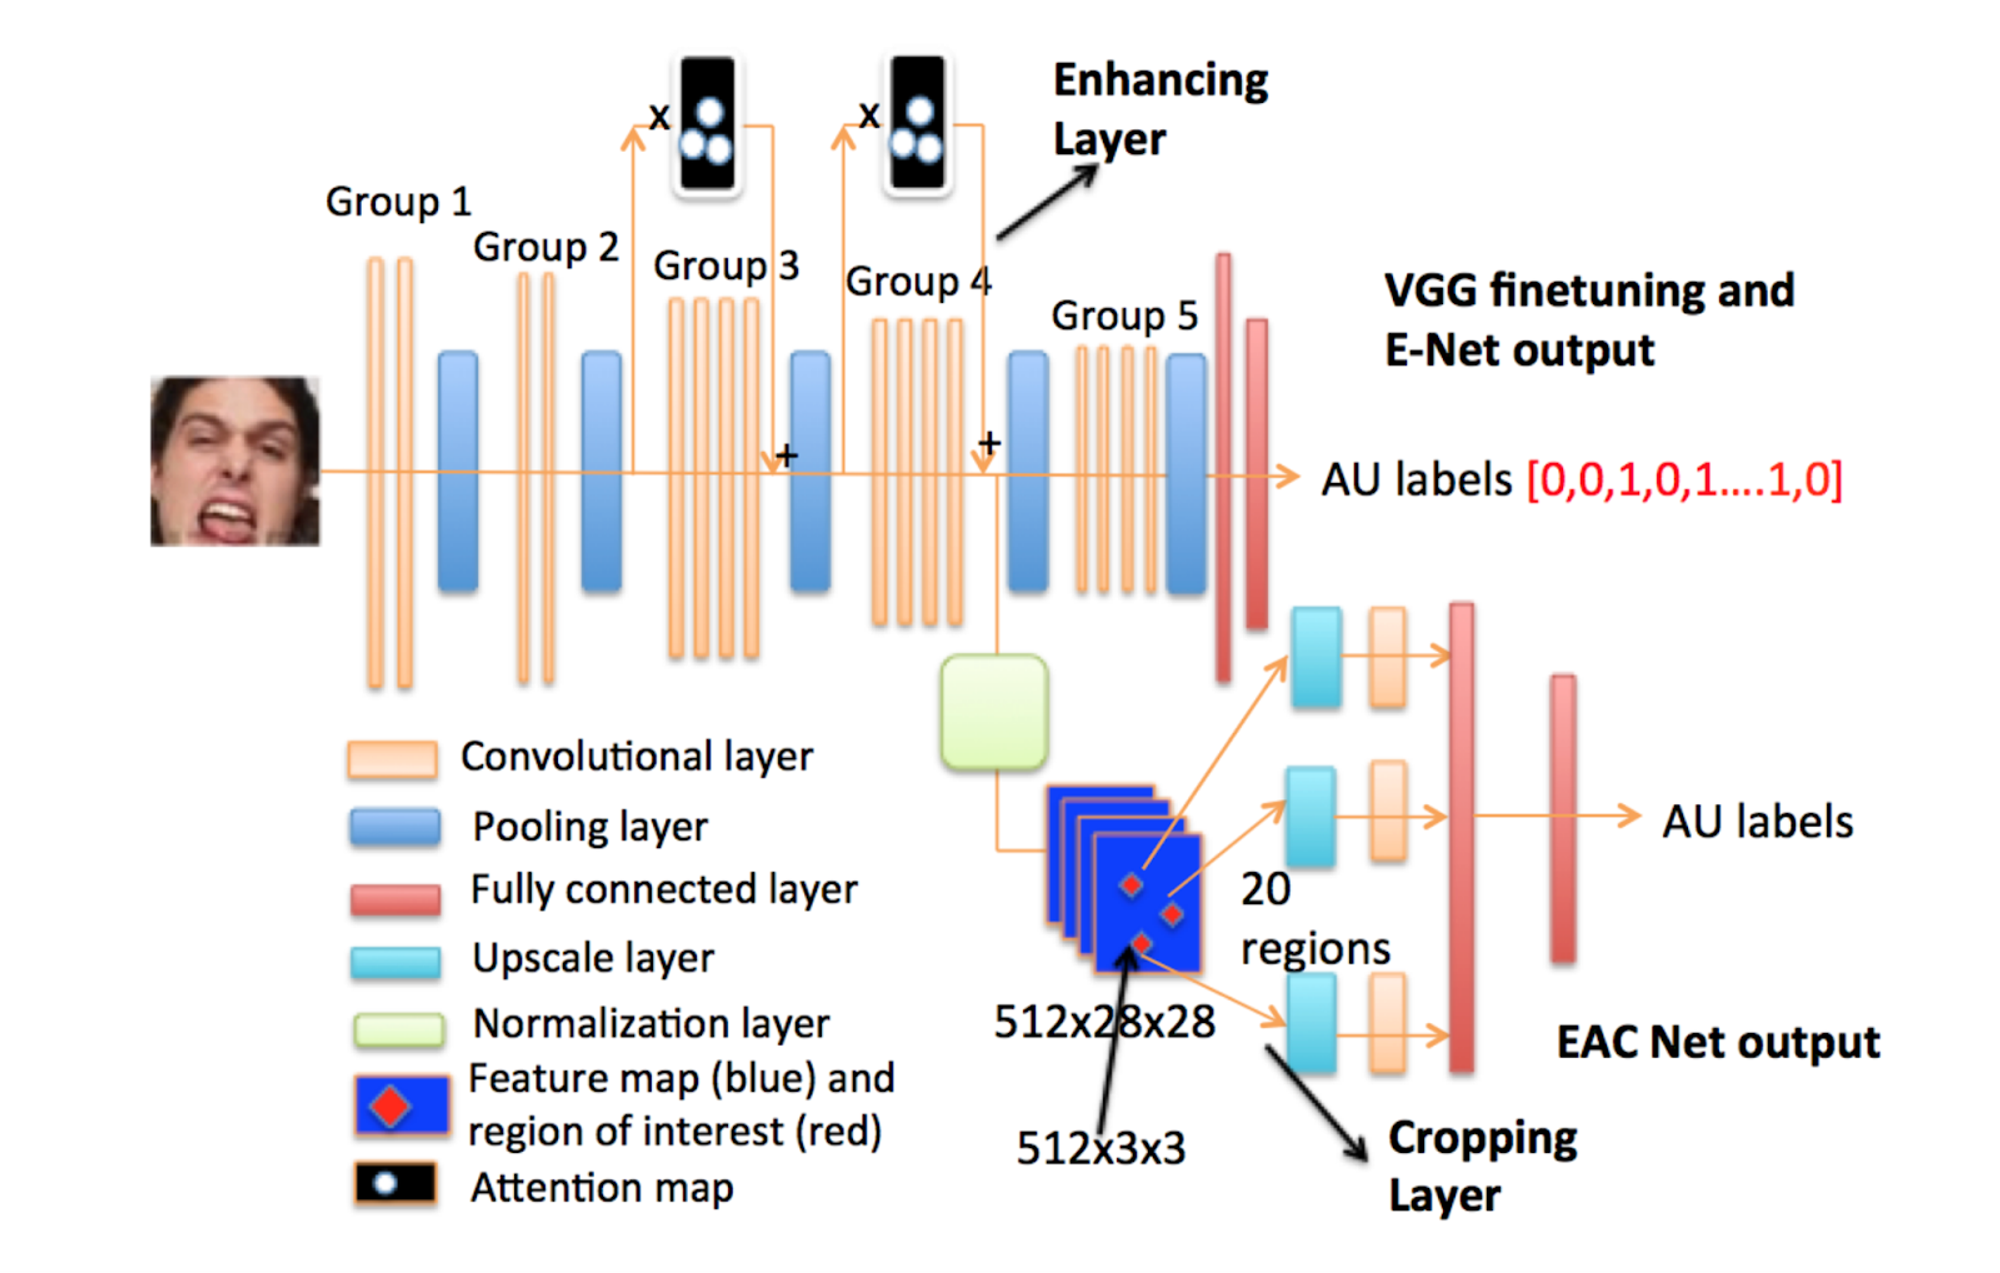 Enhancing
Layer
x
x
Group 1
Group 2
Group 3
Group 4
Group 5
+
+
VGG finetuning and
E-Net output
AU labels [0,0,1,0,1....1,0]
Convolutional layer
Pooling layer
Fully connected layer
Upscale layer
Normalization layer
Feature map (blue) and
region of interest (red)
Attention map
20
regions
512x28x28
512x3x3
AU labels
EAC Net output
Cropping
Layer